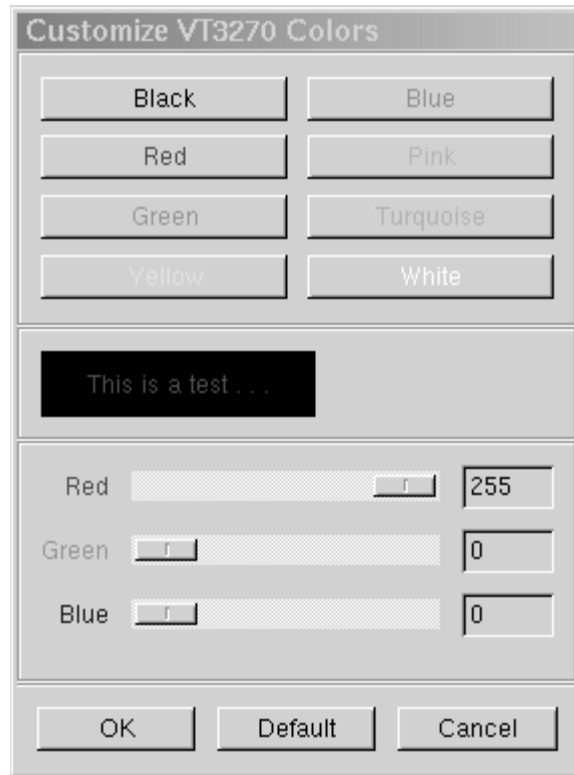 Customize VT3270 Colors
Black Blue
Red Pink
Green Turquoise
Yellow White
This is a test . . .
Red 255
Green 0
Blue 0
OK Default Cancel